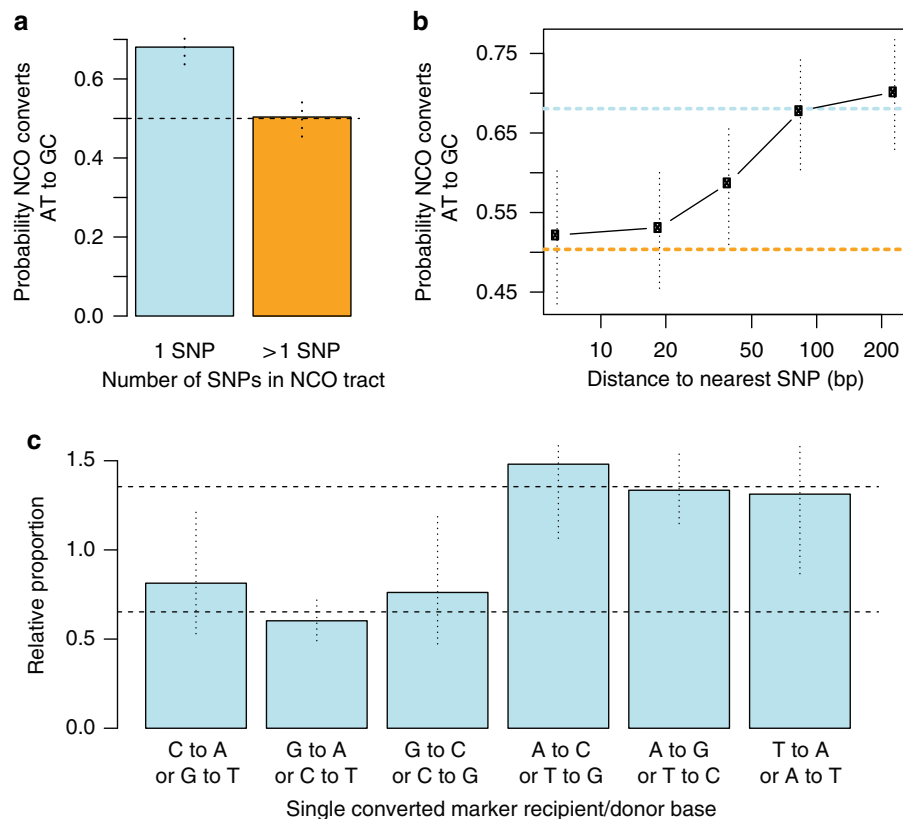 a
Probability NCO converts
AT to GC
0.6
0.4
0.2
0.0
1 SNP
>1 SNP
Number of SNPs in NCO tract
b
Probability NCO converts
AT to GC
0.75
0.65
0.55
0.45
10
20
50
100
200
Distance to nearest SNP (bp)
c
Relative proportion
1.5
1.0
0.5
0.0
C to A
or G to T
G to A
or C to T
G to C
or C to G
A to C
or T to G
A to G
or T to C
T to A
or A to T
Single converted marker recipient/donor base